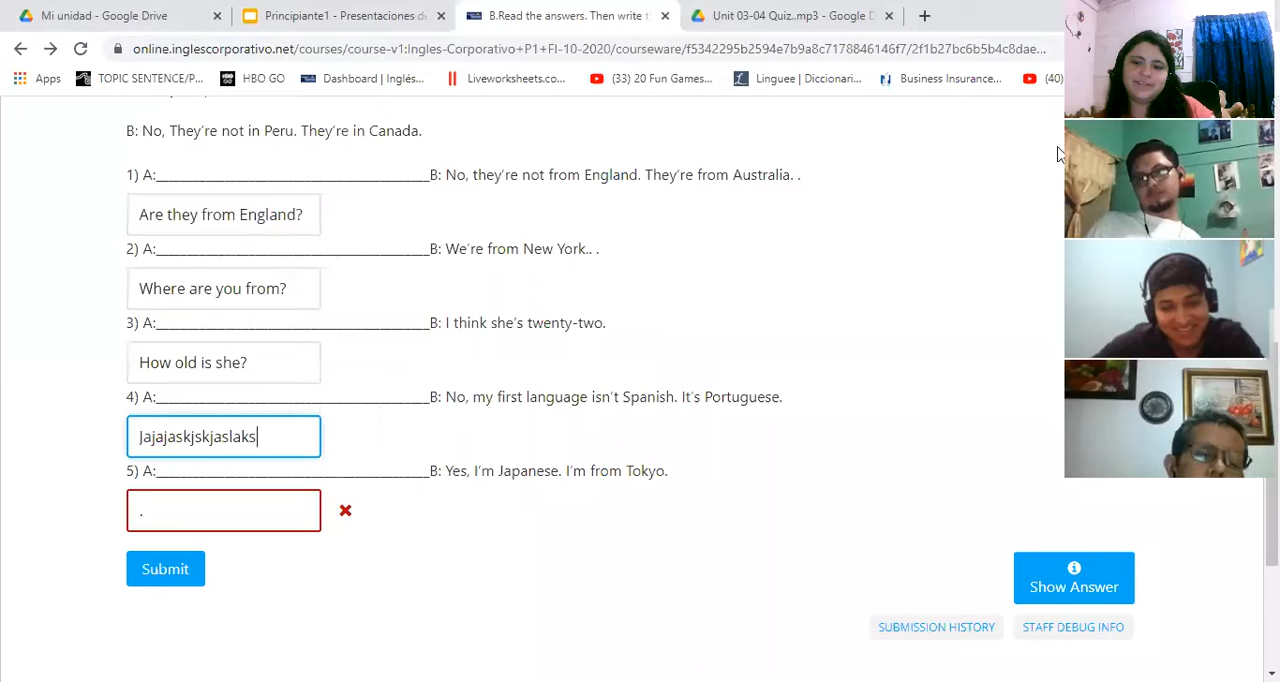 Mi unidad - Google Drive
Principiante1 - Presentaciones de
B.Read the answers. Then write t
Unit 03-04 Quiz..mp3 - Google D
online.inglescorporativo.net/courses/course-v1:Ingles-Corporativo+P1+FI-10-2020/courseware/f5342295b2594e7b9a8c7178846146f7/2f1b27bc6b5b4c8dae...
Apps
TOPIC SENTENCE/P...
HBO GO
Dashboard | Inglés...
Liveworksheets.co...
(33) 20 Fun Games...
Linguee | Diccionari...
Business Insurance...
(40)
B: No, They're not in Peru. They're in Canada.
1) A:_________________________________B: No, they're not from England. They're from Australia. .
Are they from England?
2) A:_________________________________B: We're from New York.. .
Where are you from?
3) A:_________________________________B: I think she's twenty-two.
How old is she?
4) A:_________________________________B: No, my first language isn't Spanish. It's Portuguese.
Jajajaskjskjaslaks
5) A:_________________________________B: Yes, I'm Japanese. I'm from Tokyo.
.
Submit
Show Answer
SUBMISSION HISTORY
STAFF DEBUG INFO